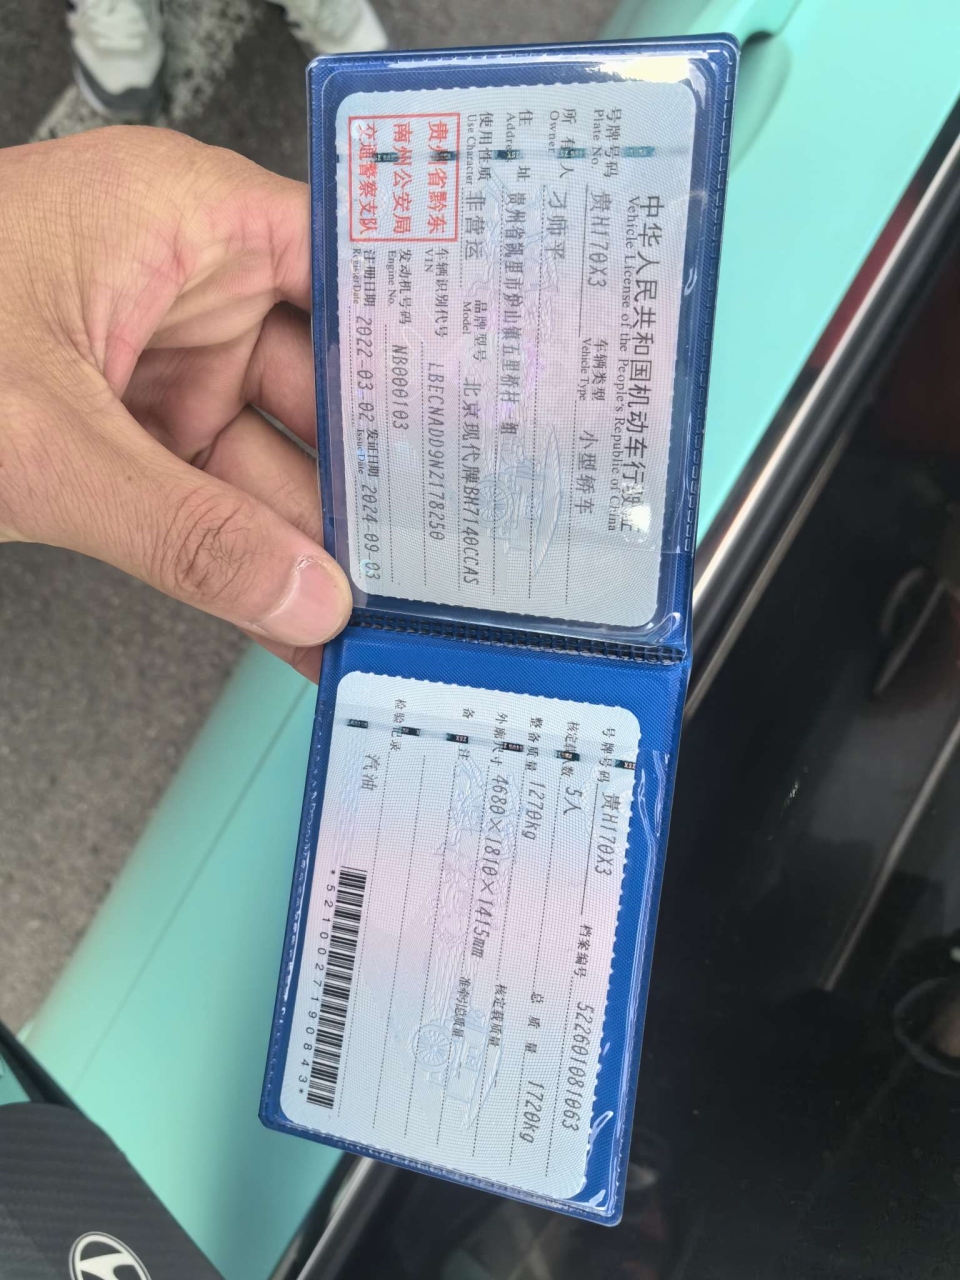 中华人民共和国机动车行驶证
Vehicle License of the People's Republic of China
号牌号码 贵H170X3 车辆类型 小型轿车
Plate No. Vehicle Type
所有人 刁师平
Owner
住址 贵州省凯里市炉山镇五里桥村一组
Address
使用性质 非营运 品牌型号 北京现代牌BH7140CCAS
Use Character Model
贵州省黔东
南州公安局
交通警察支队
车辆识别代号 LBECNADD9NZ178250
VIN
发动机号码 NB000103
Engine No.
注册日期 2022-03-02 发证日期 2024-09-03
Register Date Issue Date
号牌号码 贵H170X3 档案编号 522601081063
核定载人数 5人 总质量 1720kg
整备质量 1270kg 核定载质量
外廓尺寸 4680×1810×1415mm 准牵引总质量
备注
检验记录 汽油
*5210027190843*